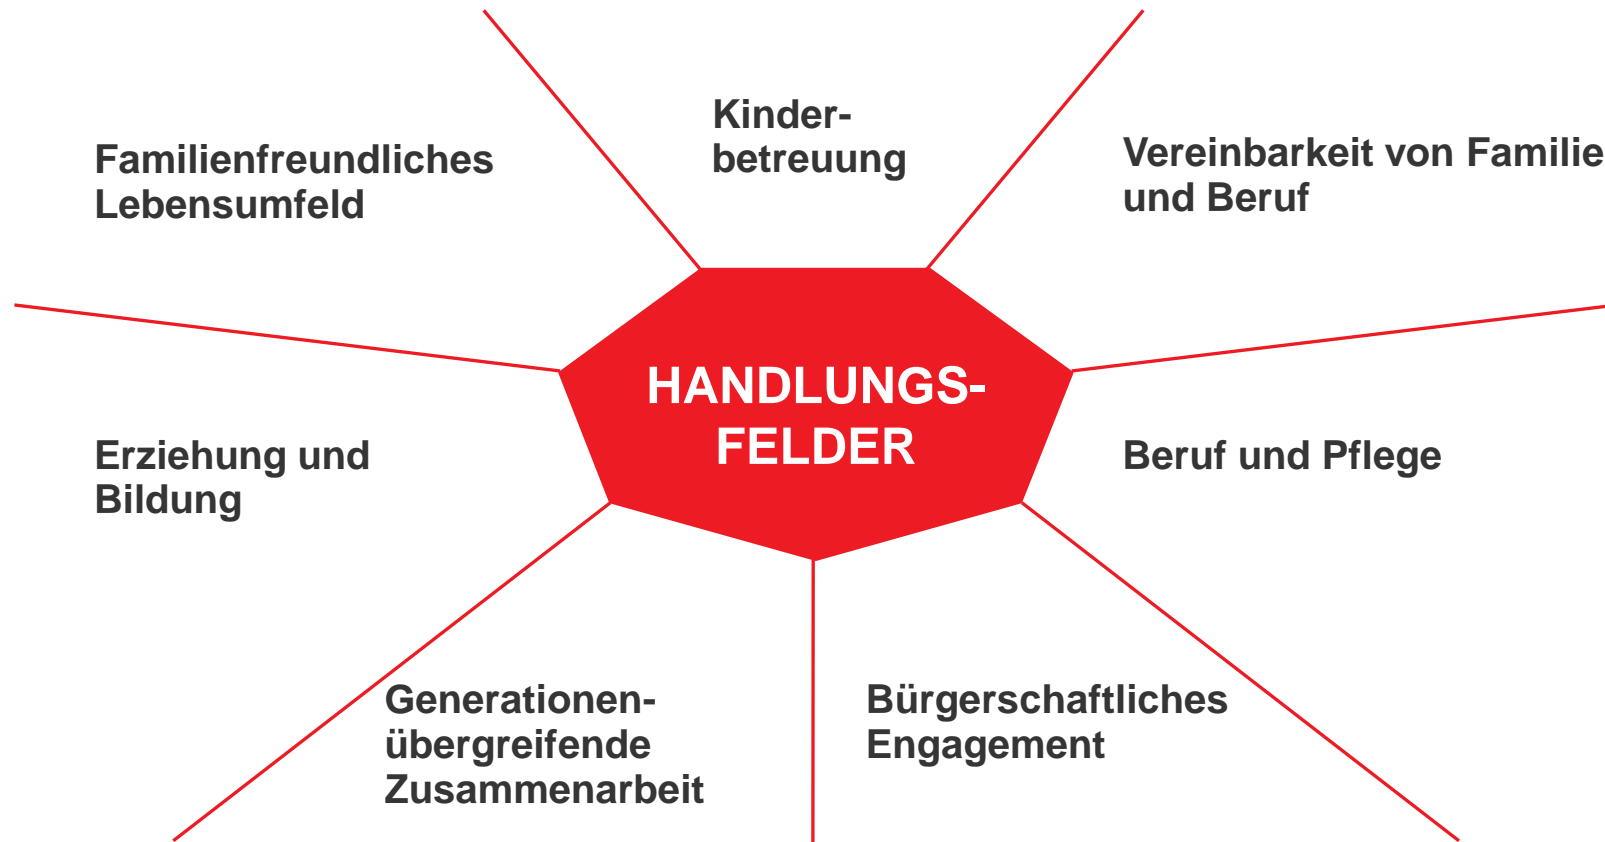 Kinder-
betreuung
Familienfreundliches
Lebensumfeld
Vereinbarkeit von Familie
und Beruf
HANDLUNGS-
FELDER
Erziehung und
Bildung
Beruf und Pflege
Generationen-
übergreifende
Zusammenarbeit
Bürgerschaftliches
Engagement